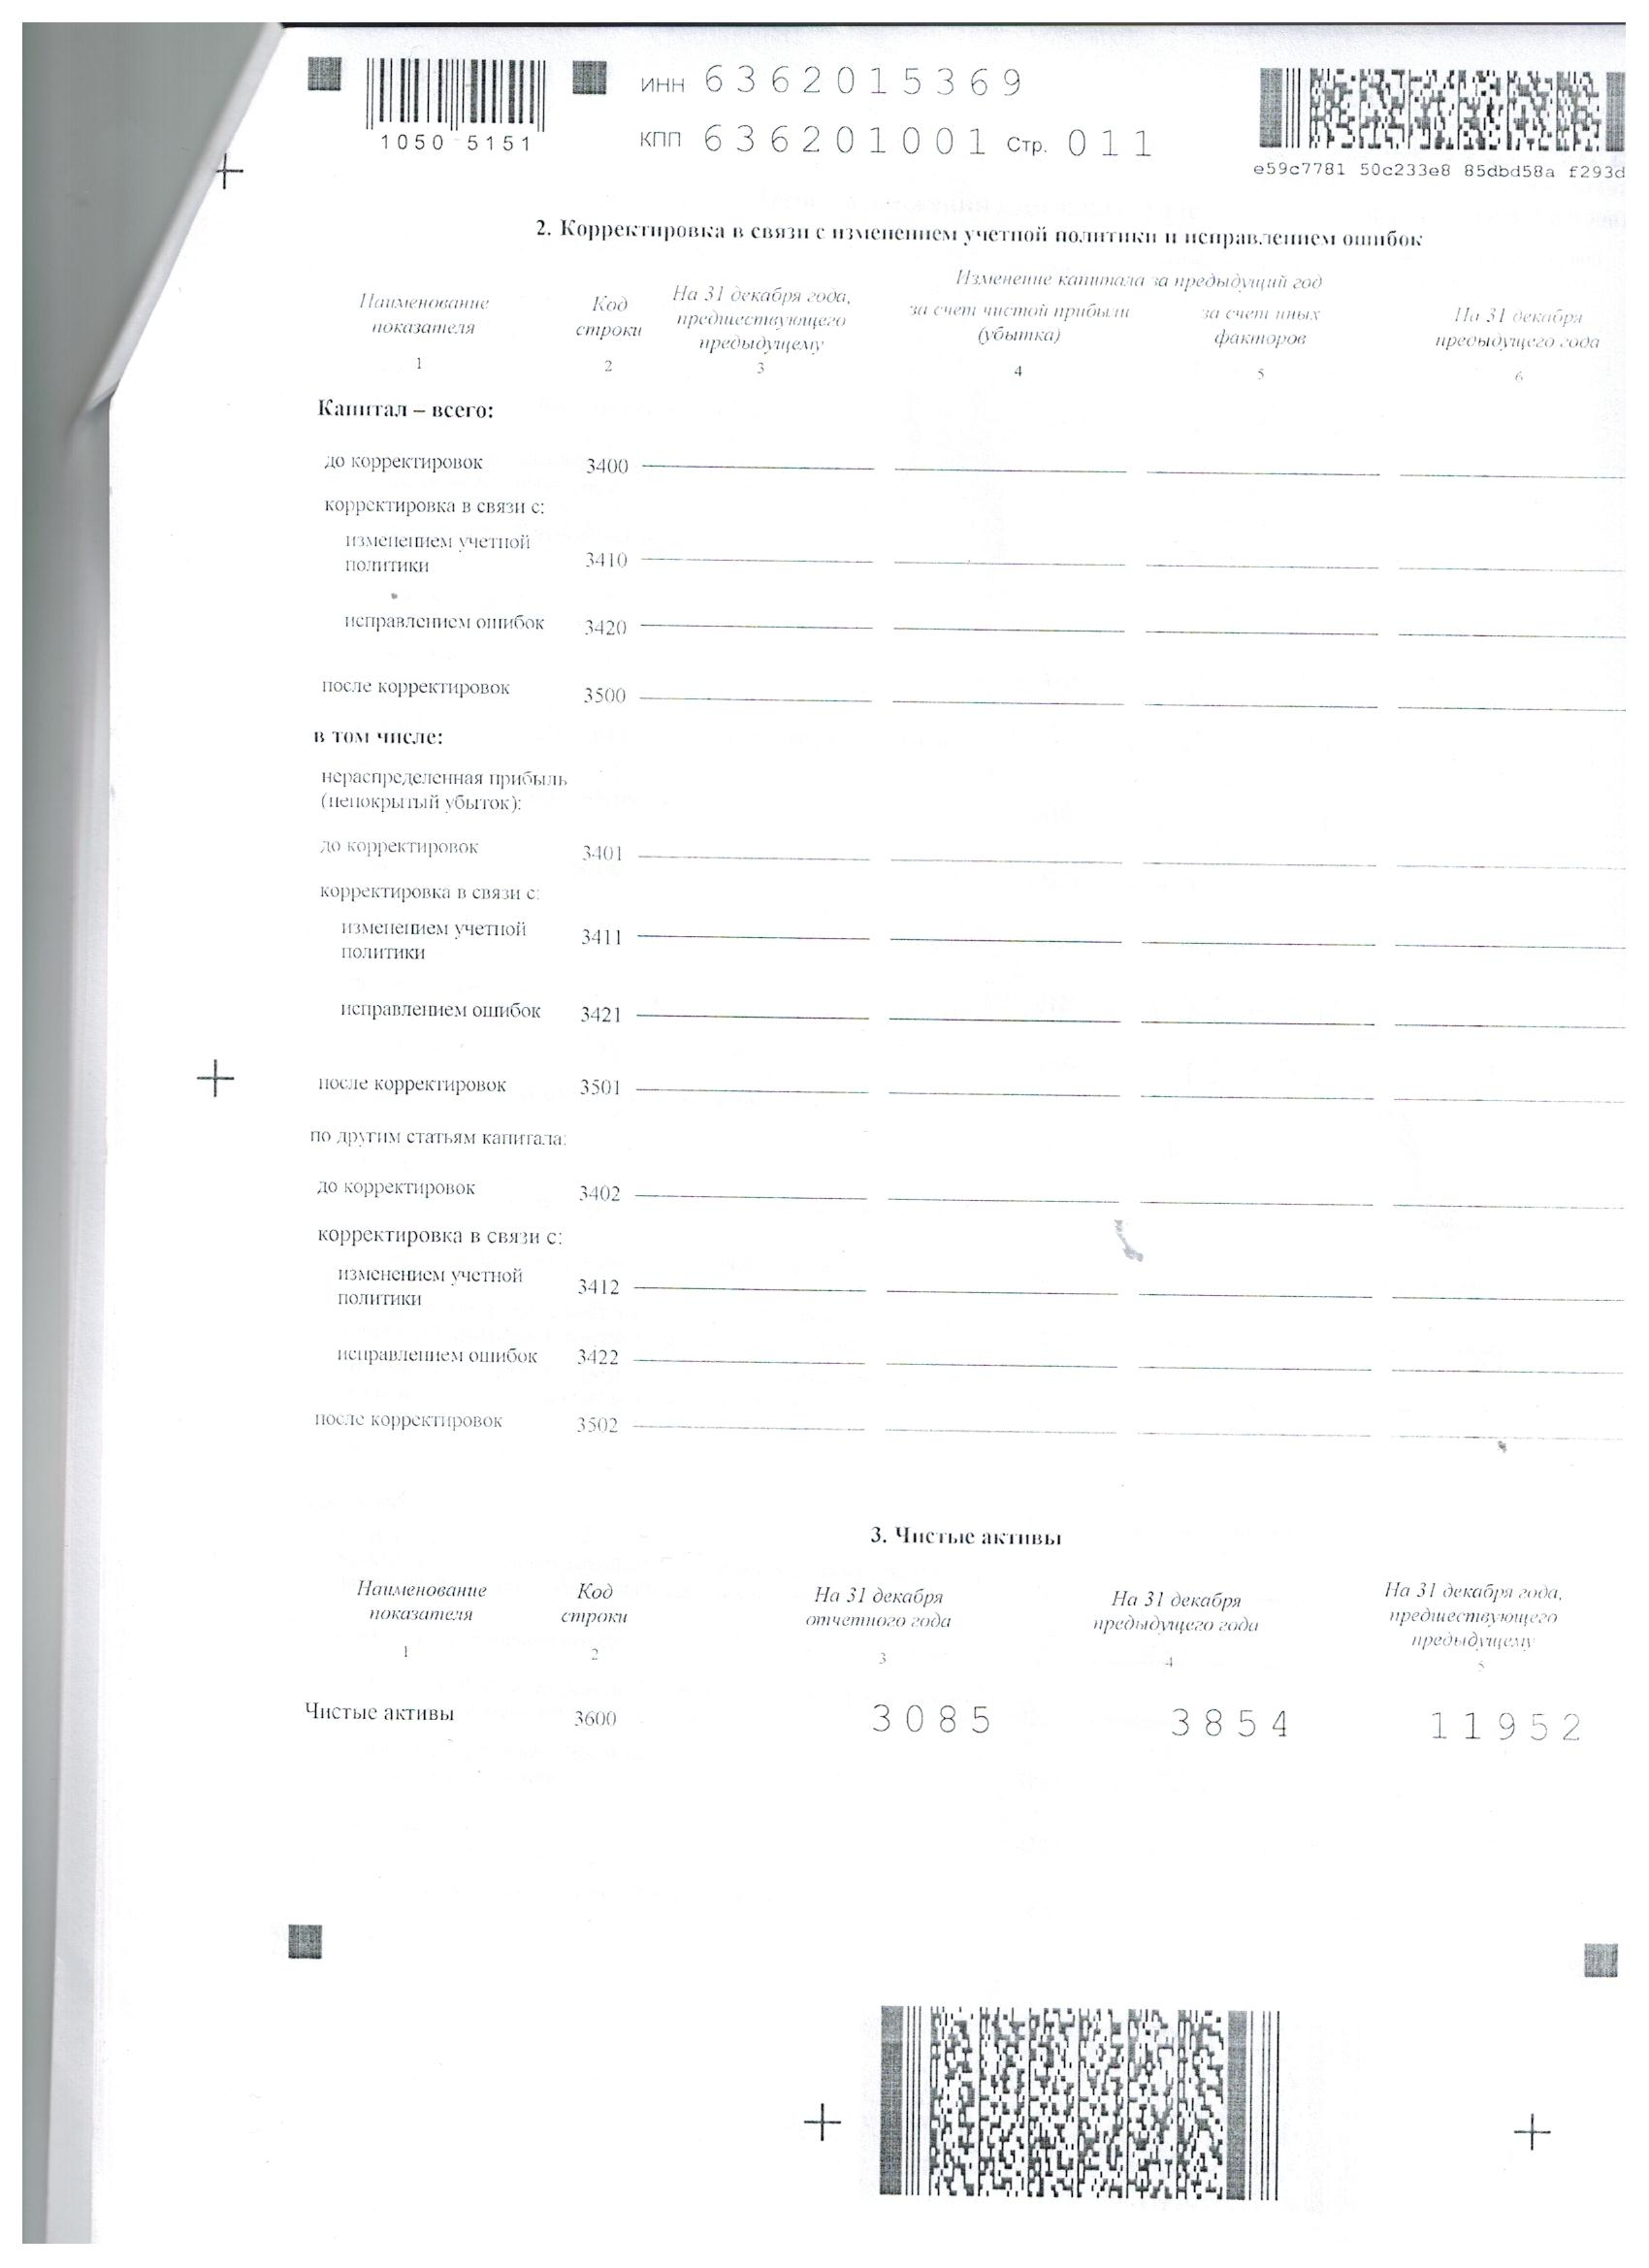 ИНН 6362015369
1050 5151
КПП 636201001 Стр. 011
e59c7781 50c233e8 85dbd58a f293d
2. Корректировка в связи с изменением учетной политики и исправлением ошибок
Изменение капитала за предыдущий год
Наименование показателя
Код строки
На 31 декабря года, предшествующего предыдущему
за счет чистой прибыли (убытка)
за счет иных факторов
На 31 декабря предыдущего года
1 2 3 4 5 6
Капитал – всего:
до корректировок 3400
корректировка в связи с:
изменением учетной
политики 3410
исправлением ошибок 3420
после корректировок 3500
в том числе:
нераспределенная прибыль
(непокрытый убыток):
до корректировок 3401
корректировка в связи с:
изменением учетной
политики 3411
исправлением ошибок 3421
после корректировок 3501
по другим статьям капитала:
до корректировок 3402
корректировка в связи с:
изменением учетной
политики 3412
исправлением ошибок 3422
после корректировок 3502
3. Чистые активы
Наименование показателя
Код строки
На 31 декабря отчетного года
На 31 декабря предыдущего года
На 31 декабря года, предшествующего предыдущему
1 2 3 4 5
Чистые активы 3600 3085 3854 11952